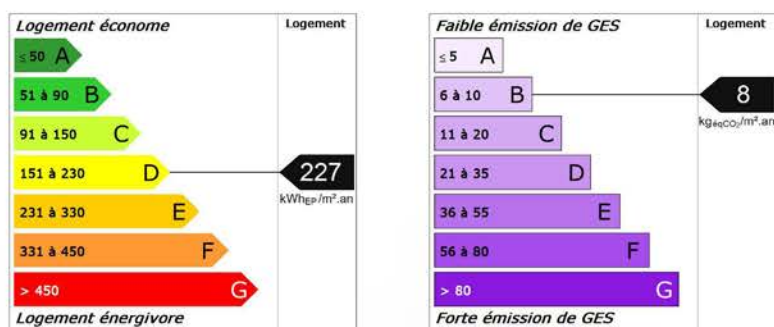 Logement économe
Logement
≤ 50 A
51 à 90 B
91 à 150 C
151 à 230 D
227
kWhEP/m².an
231 à 330 E
331 à 450 F
> 450 G
Logement énergivore
Faible émission de GES
Logement
≤ 5 A
6 à 10 B
8
kgéqCO₂/m².an
11 à 20 C
21 à 35 D
36 à 55 E
56 à 80 F
> 80 G
Forte émission de GES